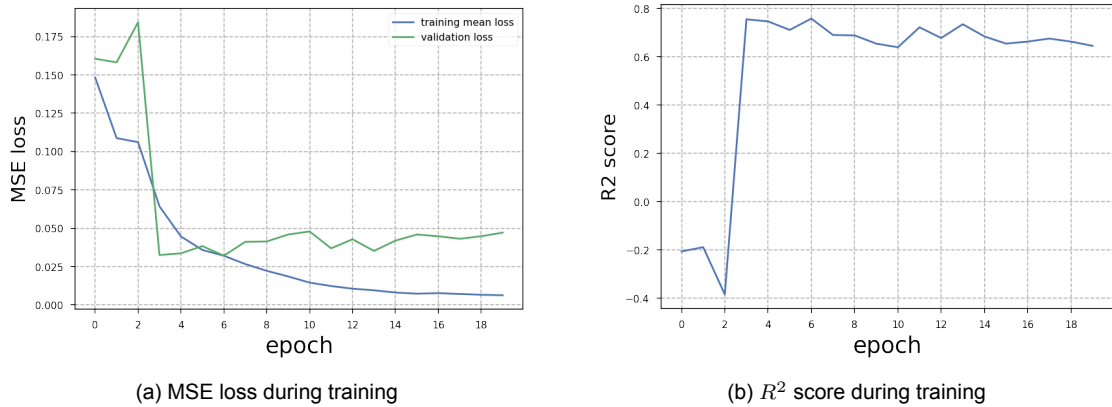 training mean loss
validation loss
0.175
0.150
0.125
0.100
0.075
0.050
0.025
0.000
MSE loss
0 2 4 6 8 10 12 14 16 18
epoch
(a) MSE loss during training
0.8
0.6
0.4
0.2
0.0
−0.2
−0.4
R2 score
0 2 4 6 8 10 12 14 16 18
epoch
(b) R² score during training